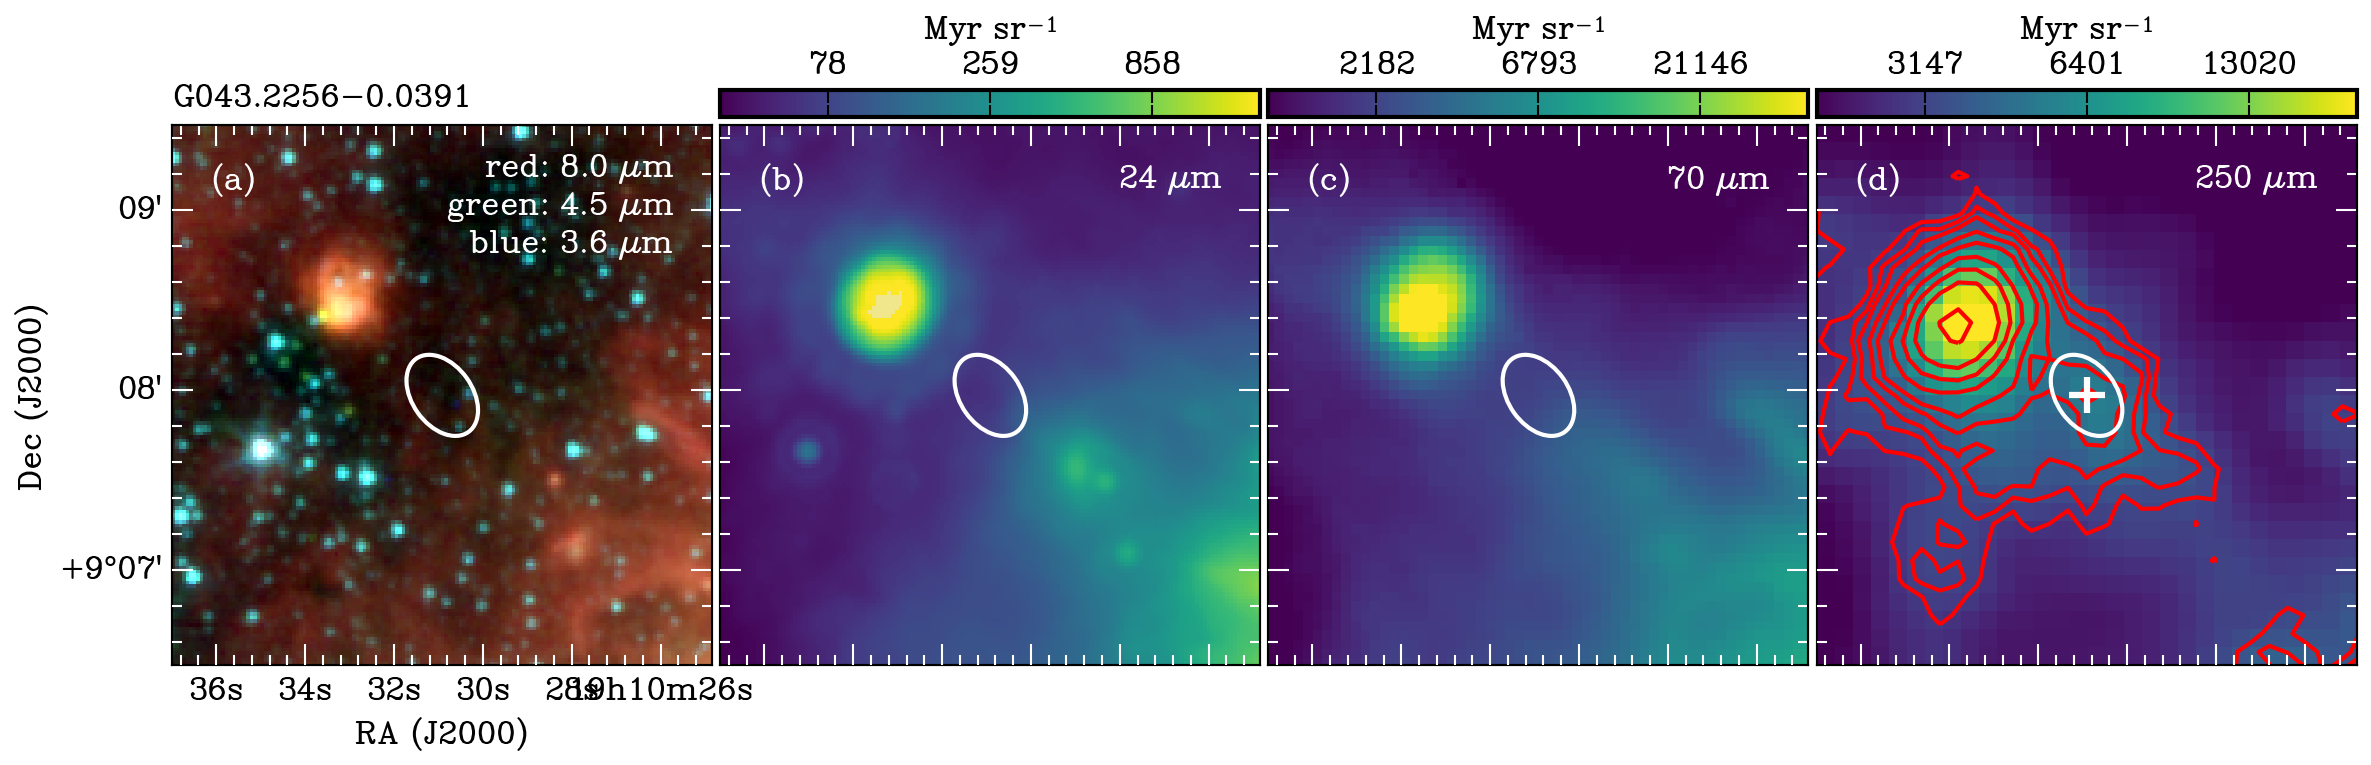 Myr sr⁻¹
78 259 858
Myr sr⁻¹
2182 6793 21146
Myr sr⁻¹
3147 6401 13020
G043.2256−0.0391
(a)
red: 8.0 μm
green: 4.5 μm
blue: 3.6 μm
(b)
24 μm
(c)
70 μm
(d)
250 μm
09'
08'
+9°07'
Dec (J2000)
36s 34s 32s 30s 28s 19h10m26s
RA (J2000)